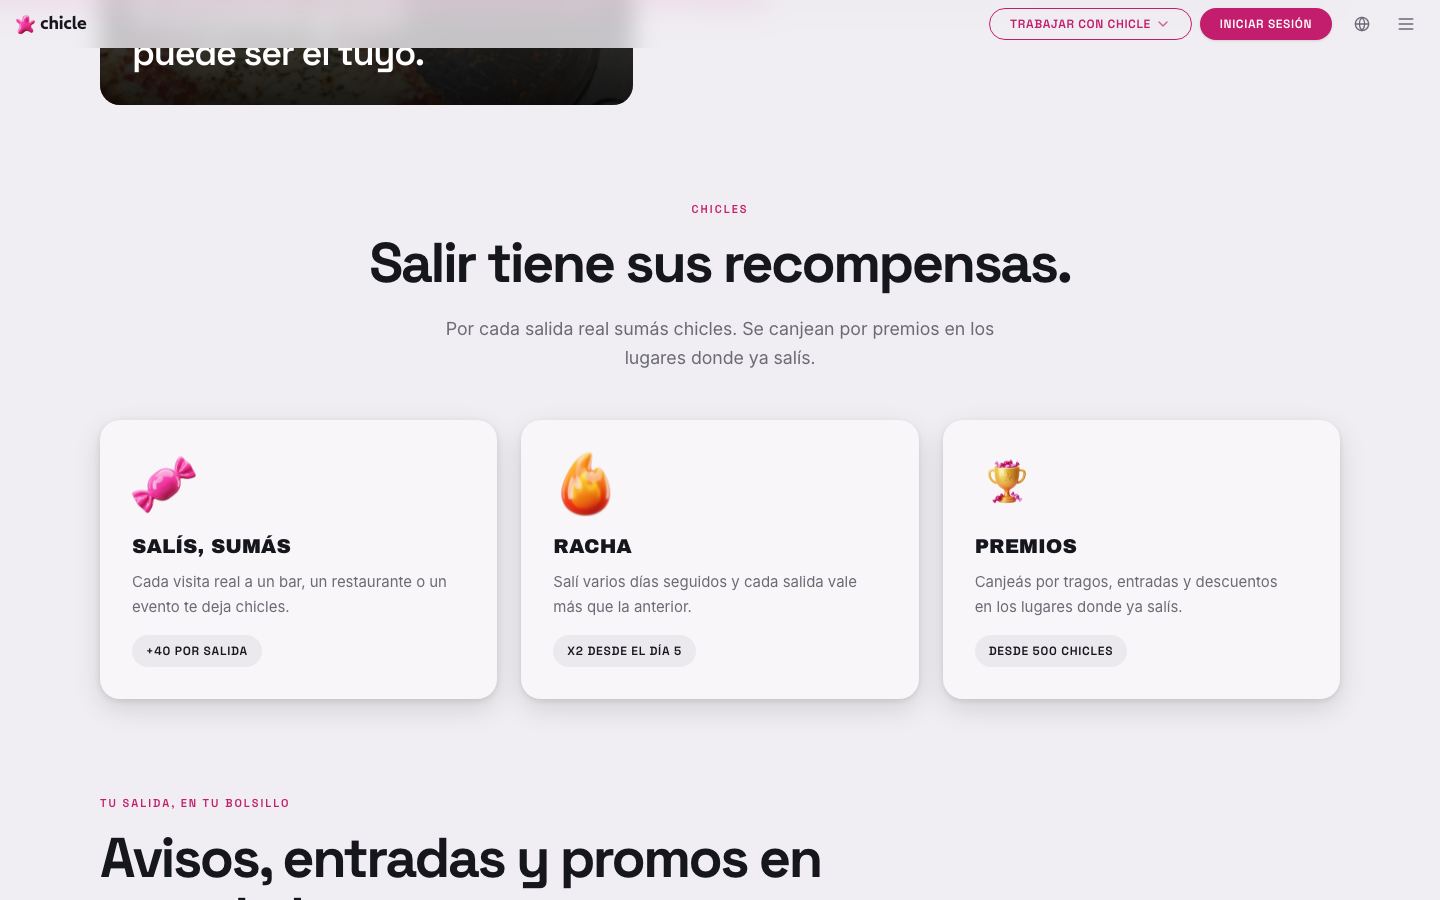 chicle
TRABAJAR CON CHICLE
INICIAR SESIÓN
puede ser el tuyo.
CHICLES
Salir tiene sus recompensas.
Por cada salida real sumás chicles. Se canjean por premios en los
lugares donde ya salís.
SALÍS, SUMÁS
Cada visita real a un bar, un restaurante o un
evento te deja chicles.
+40 POR SALIDA
RACHA
Salí varios días seguidos y cada salida vale
más que la anterior.
X2 DESDE EL DÍA 5
PREMIOS
Canjeás por tragos, entradas y descuentos
en los lugares donde ya salís.
DESDE 500 CHICLES
TU SALIDA, EN TU BOLSILLO
Avisos, entradas y promos en